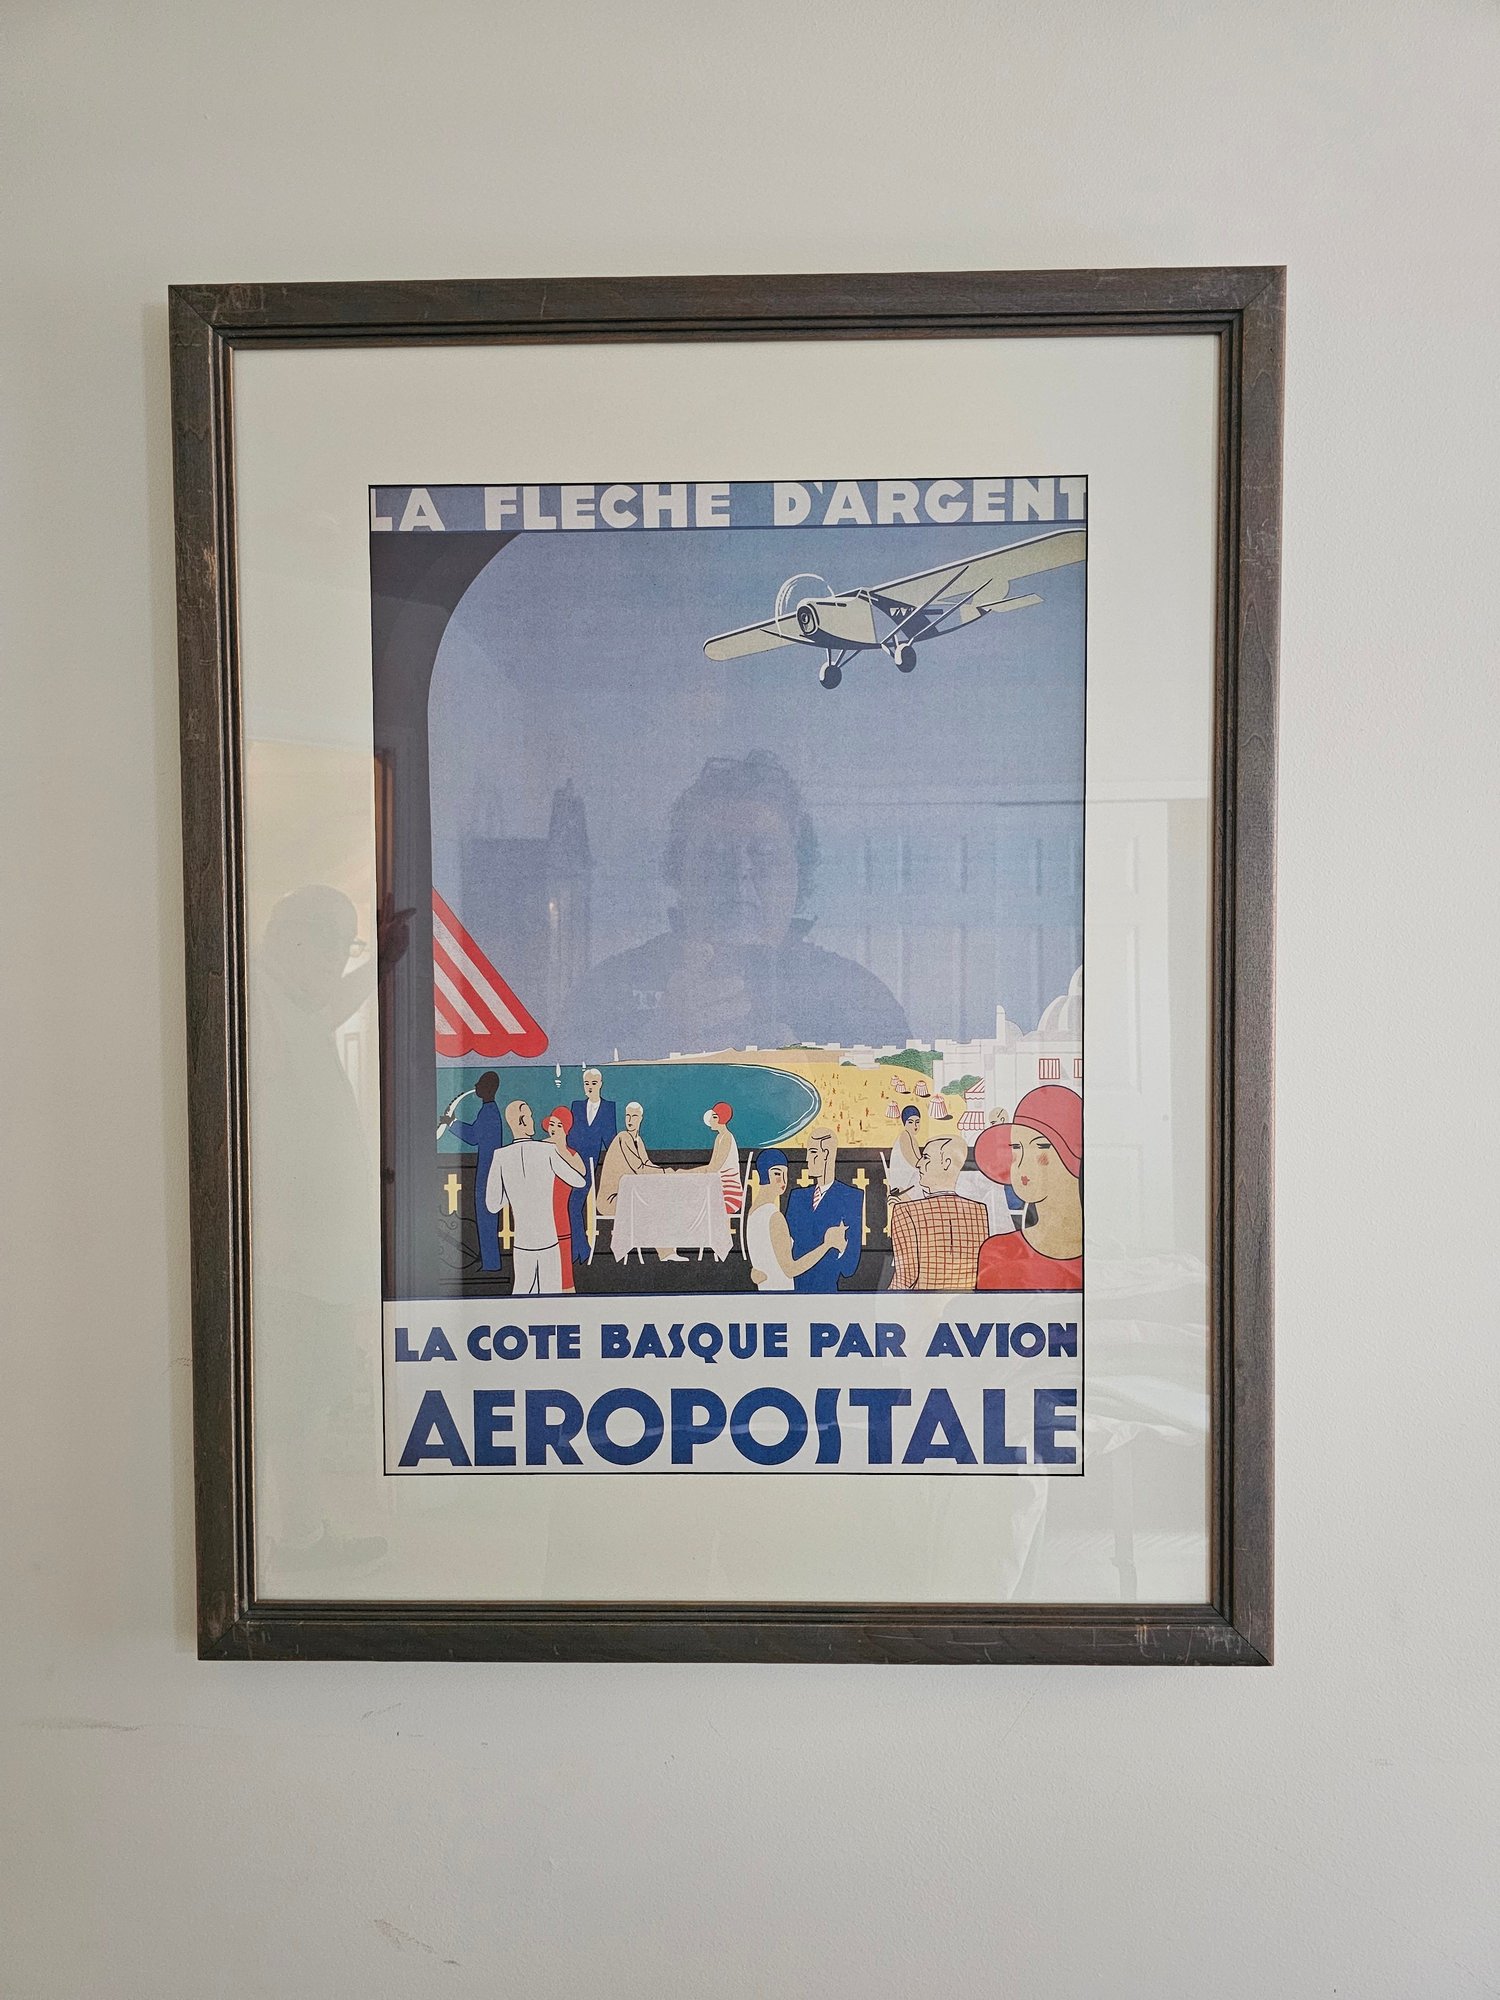 LA FLECHE D'ARGENT
LA COTE BASQUE PAR AVION
AEROPOSTALE